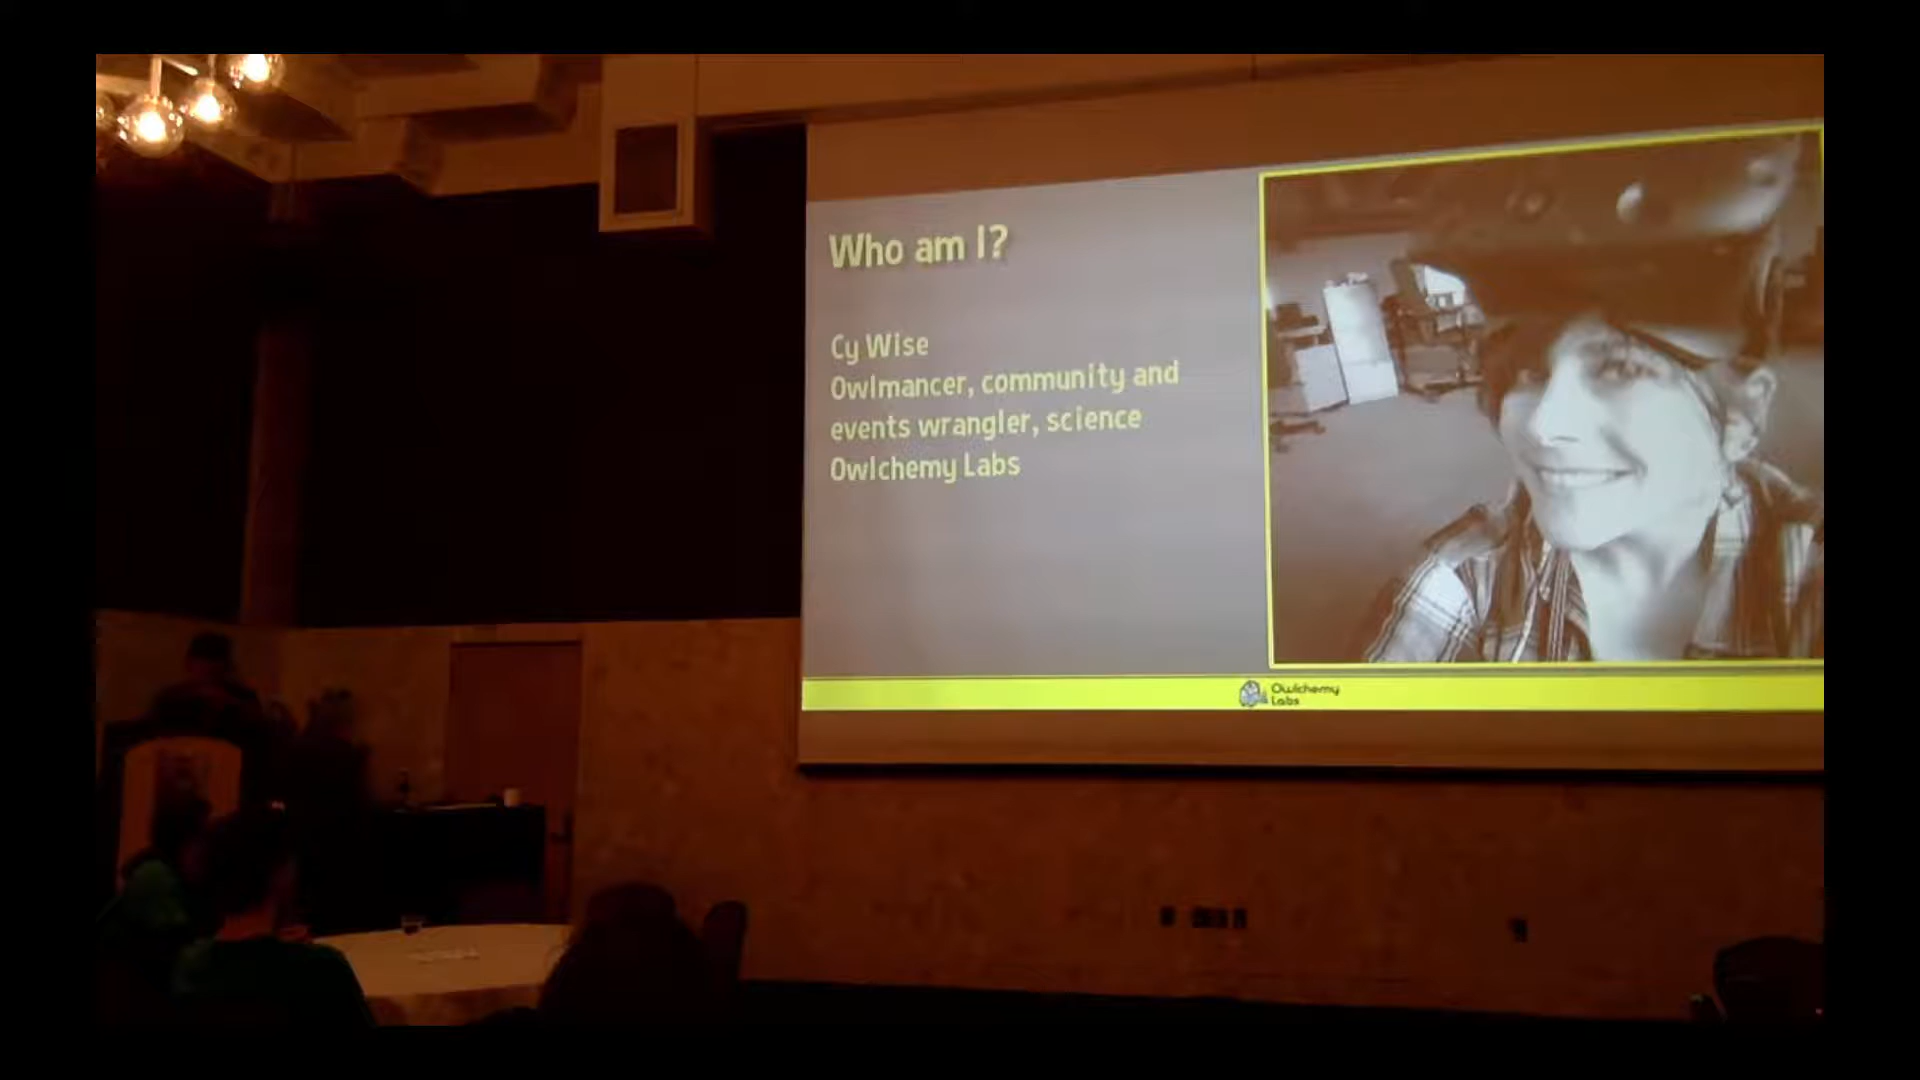 Who am I?
Cy Wise
Owlmancer, community and
events wrangler, science
Owlchemy Labs
Owlchemy
Labs